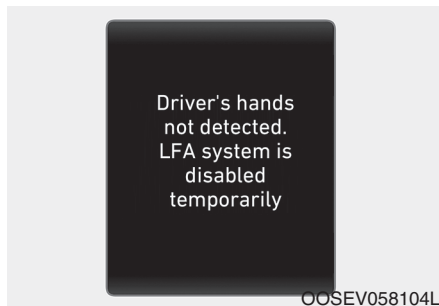 Driver's hands
not detected.
LFA system is
disabled
temporarily
OOSEV058104L